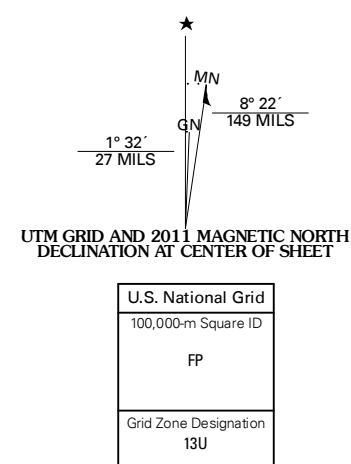 MN
GN
8° 22´
149 MILS
1° 32´
27 MILS
UTM GRID AND 2011 MAGNETIC NORTH
DECLINATION AT CENTER OF SHEET
U.S. National Grid
100,000-m Square ID
FP
Grid Zone Designation
13U